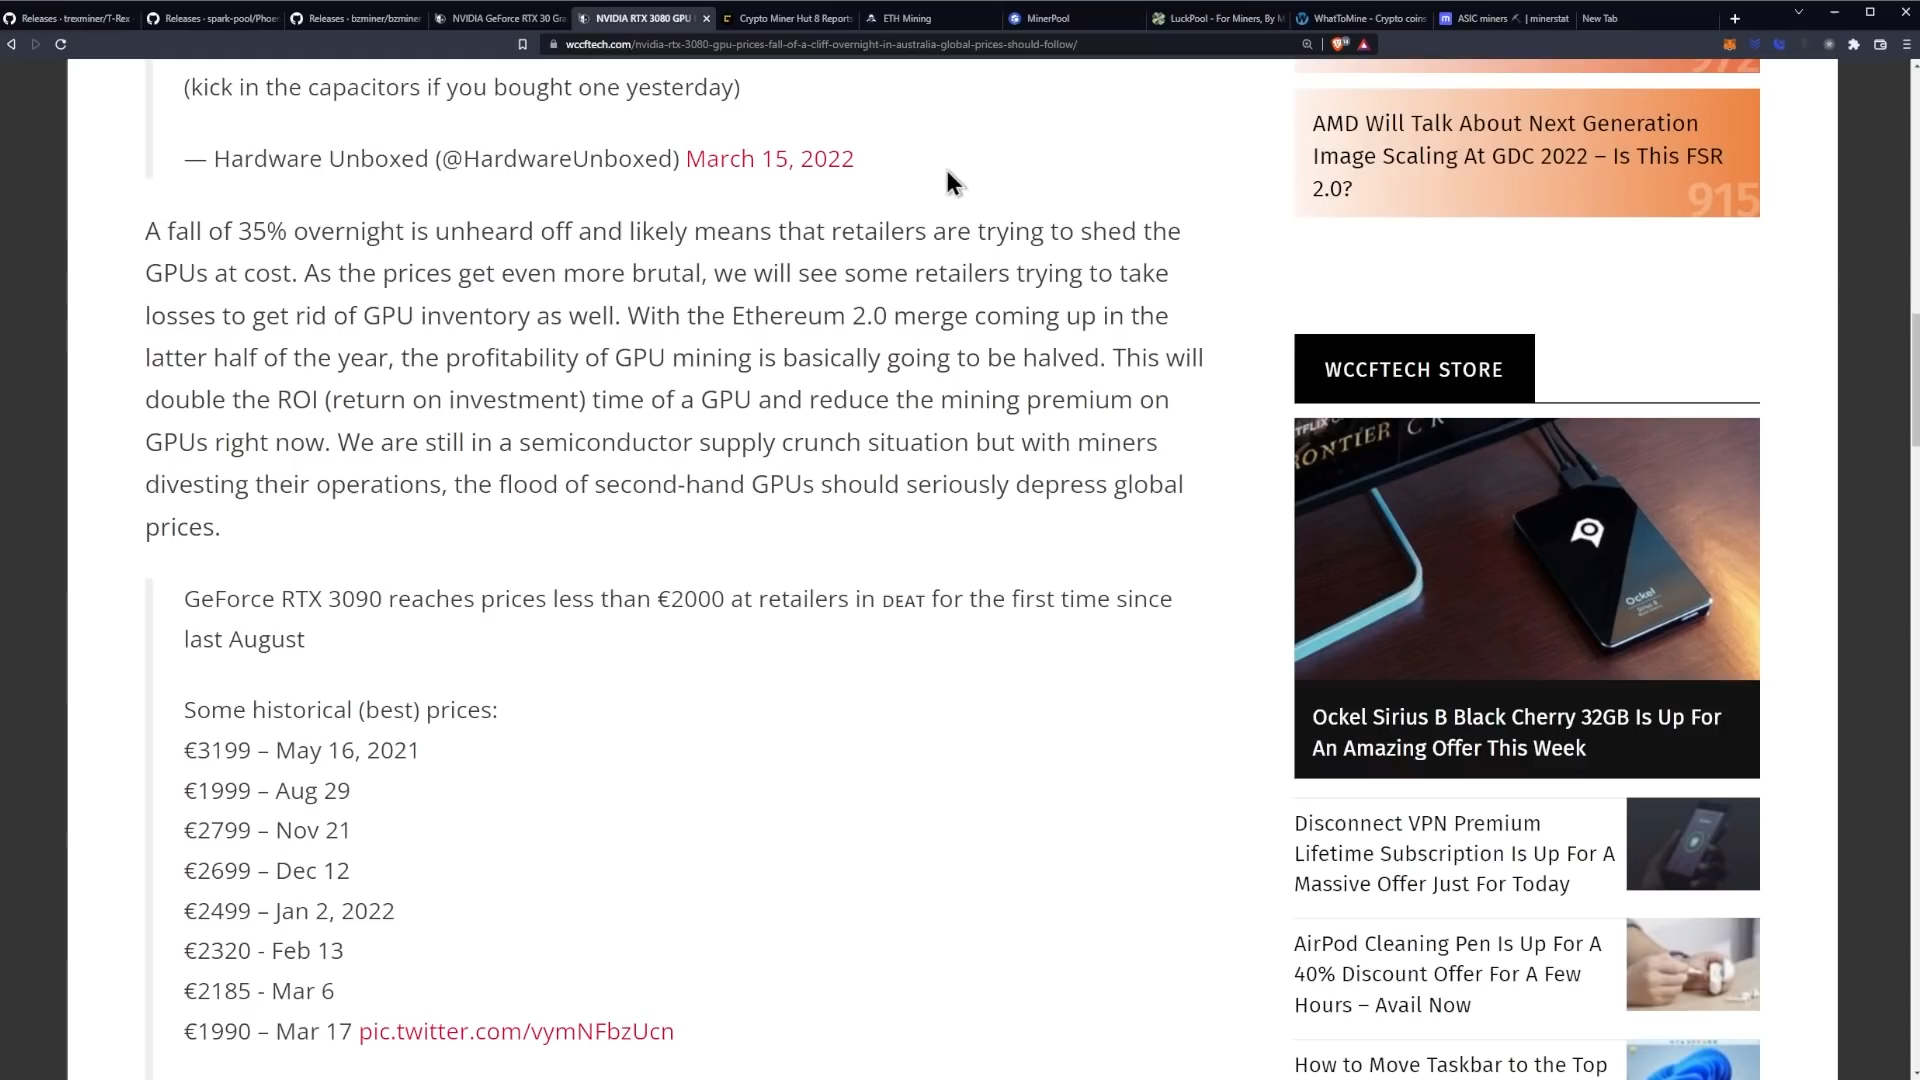 Releases · trexminer/T-Rex
Releases · spark-pool/Phoen
Releases · bzminer/bzminer
NVIDIA GeForce RTX 30 Gra
NVIDIA RTX 3080 GPU
Crypto Miner Hut 8 Reports
ETH Mining
MinerPool
LuckPool - For Miners, By M
WhatToMine - Crypto coins
ASIC miners ⛏ | minerstat
New Tab
wccftech.com/nvidia-rtx-3080-gpu-prices-fall-of-a-cliff-overnight-in-australia-global-prices-should-follow/
(kick in the capacitors if you bought one yesterday)
— Hardware Unboxed (@HardwareUnboxed) March 15, 2022
A fall of 35% overnight is unheard off and likely means that retailers are trying to shed the
GPUs at cost. As the prices get even more brutal, we will see some retailers trying to take
losses to get rid of GPU inventory as well. With the Ethereum 2.0 merge coming up in the
latter half of the year, the profitability of GPU mining is basically going to be halved. This will
double the ROI (return on investment) time of a GPU and reduce the mining premium on
GPUs right now. We are still in a semiconductor supply crunch situation but with miners
divesting their operations, the flood of second-hand GPUs should seriously depress global
prices.
GeForce RTX 3090 reaches prices less than €2000 at retailers in DEAT for the first time since
last August
Some historical (best) prices:
€3199 – May 16, 2021
€1999 – Aug 29
€2799 – Nov 21
€2699 – Dec 12
€2499 – Jan 2, 2022
€2320 - Feb 13
€2185 - Mar 6
€1990 – Mar 17 pic.twitter.com/vymNFbzUcn
972
AMD Will Talk About Next Generation
Image Scaling At GDC 2022 – Is This FSR
2.0?
915
WCCFTECH STORE
Ockel
Sirius B
Ockel Sirius B Black Cherry 32GB Is Up For
An Amazing Offer This Week
Disconnect VPN Premium
Lifetime Subscription Is Up For A
Massive Offer Just For Today
AirPod Cleaning Pen Is Up For A
40% Discount Offer For A Few
Hours – Avail Now
How to Move Taskbar to the Top